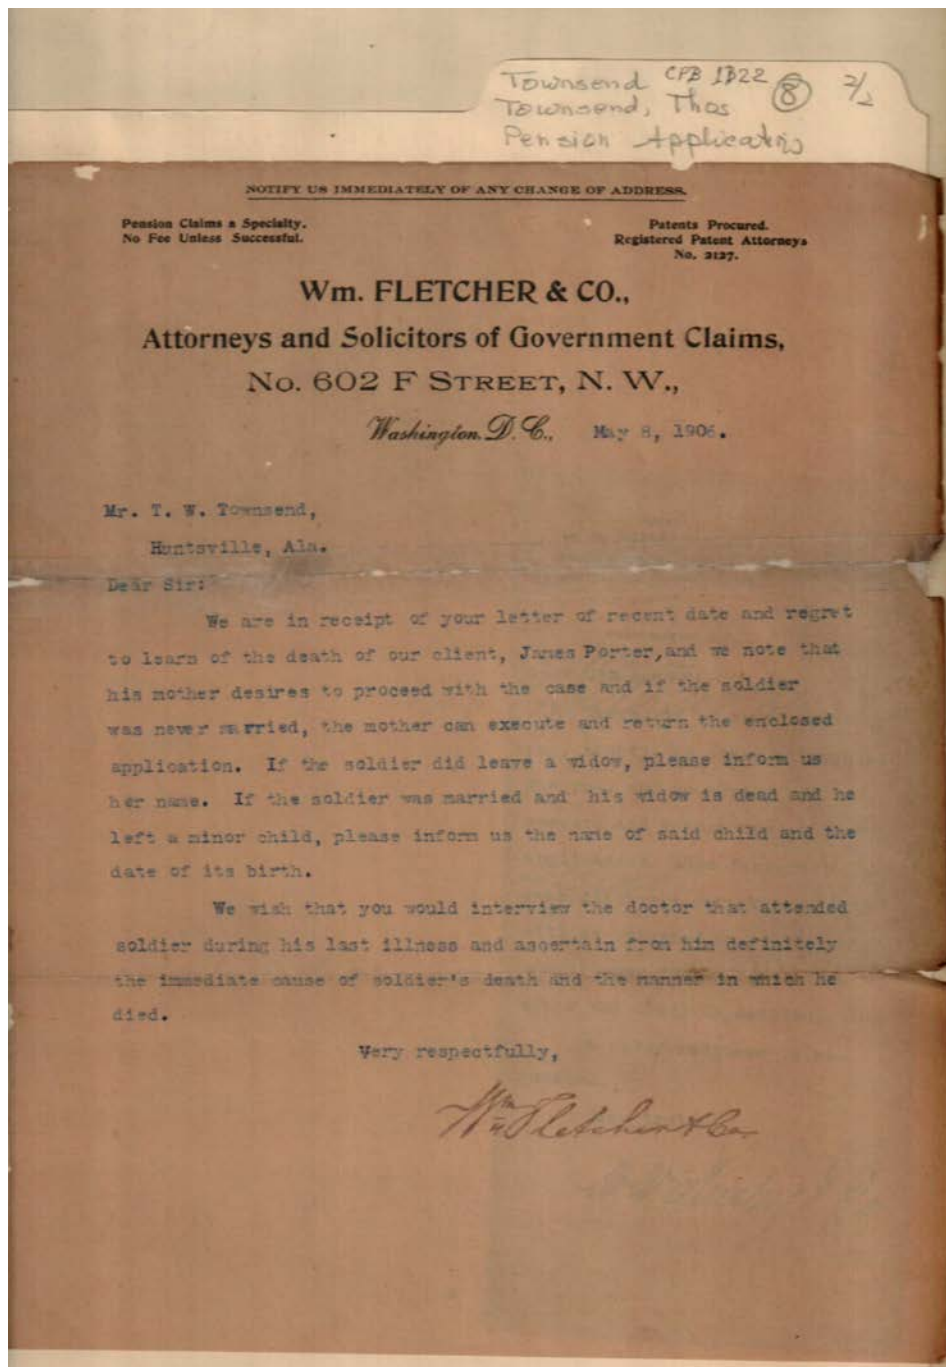 Townsend CPB 1B22 8 2/2
Townsend, Thos
Pension Applications
NOTIFY US IMMEDIATELY OF ANY CHANGE OF ADDRESS.
Pension Claims a Specialty.
No Fee Unless Successful.
Patents Procured.
Registered Patent Attorneys
No. 2127.
Wm. FLETCHER & CO.,
Attorneys and Solicitors of Government Claims,
No. 602 F STREET, N. W.,
Washington, D. C., May 8, 1906.
Mr. T. W. Townsend,
Huntsville, Ala.
Dear Sir:
We are in receipt of your letter of recent date and regret
to learn of the death of our client, James Porter,and we note that
his mother desires to proceed with the case and if the soldier
was never married, the mother can execute and return the enclosed
application. If the soldier did leave a widow, please inform us
her name. If the soldier was married and his widow is dead and he
left a minor child, please inform us the name of said child and the
date of its birth.
We wish that you would interview the doctor that attended
soldier during his last illness and ascertain from him definitely
the immediate cause of soldier's death and the manner in which he
died.
Very respectfully,
Wm Fletcher & Co.